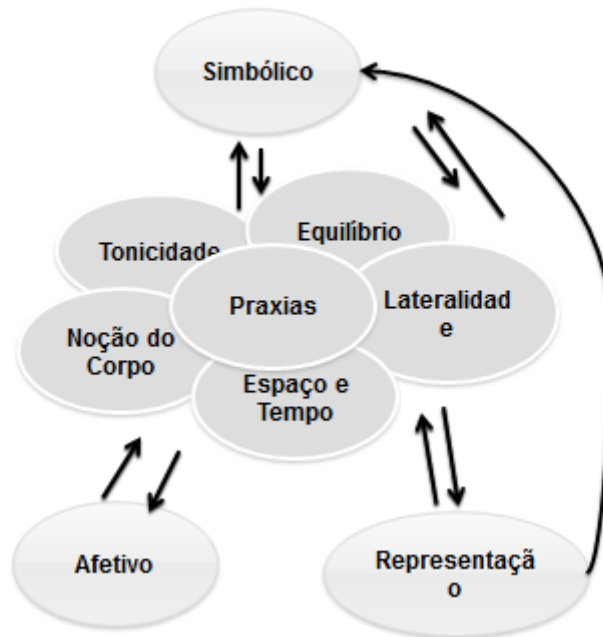 Simbólico
Equilíbrio
Tonicidade
Praxias
Lateralidad
e
Noção do
Corpo
Espaço e
Tempo
Afetivo
Representaçã
o